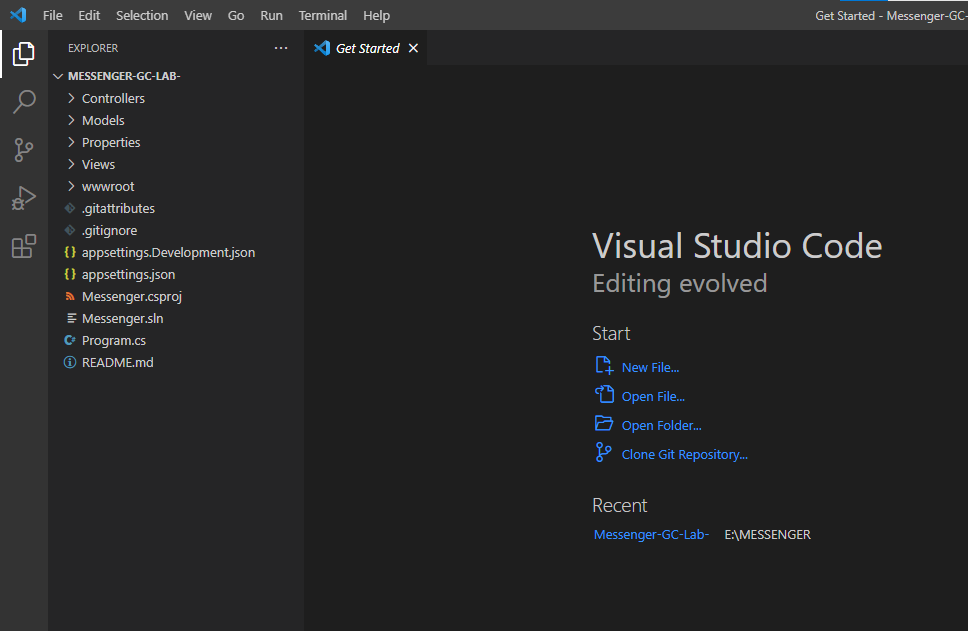 File Edit Selection View Go Run Terminal Help
Get Started - Messenger-GC-
EXPLORER
Get Started
MESSENGER-GC-LAB-
Controllers
Models
Properties
Views
wwwroot
.gitattributes
.gitignore
appsettings.Development.json
appsettings.json
Messenger.csproj
Messenger.sln
Program.cs
README.md
Visual Studio Code
Editing evolved
Start
New File...
Open File...
Open Folder...
Clone Git Repository...
Recent
Messenger-GC-Lab- E:\MESSENGER